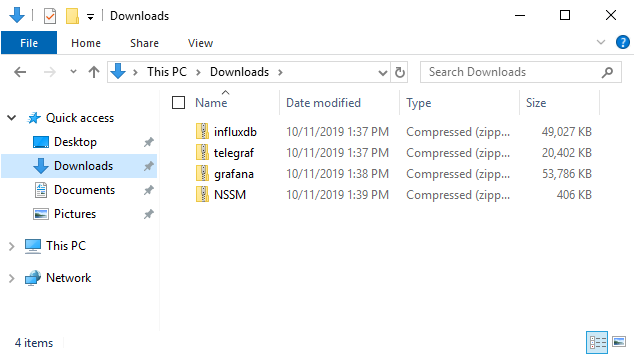 Downloads
File Home Share View
This PC Downloads Search Downloads
Name Date modified Type Size
Quick access
Desktop
Downloads
Documents
Pictures
This PC
Network
influxdb 10/11/2019 1:37 PM Compressed (zipp... 49,027 KB
telegraf 10/11/2019 1:37 PM Compressed (zipp... 20,402 KB
grafana 10/11/2019 1:38 PM Compressed (zipp... 53,786 KB
NSSM 10/11/2019 1:39 PM Compressed (zipp... 406 KB
4 items